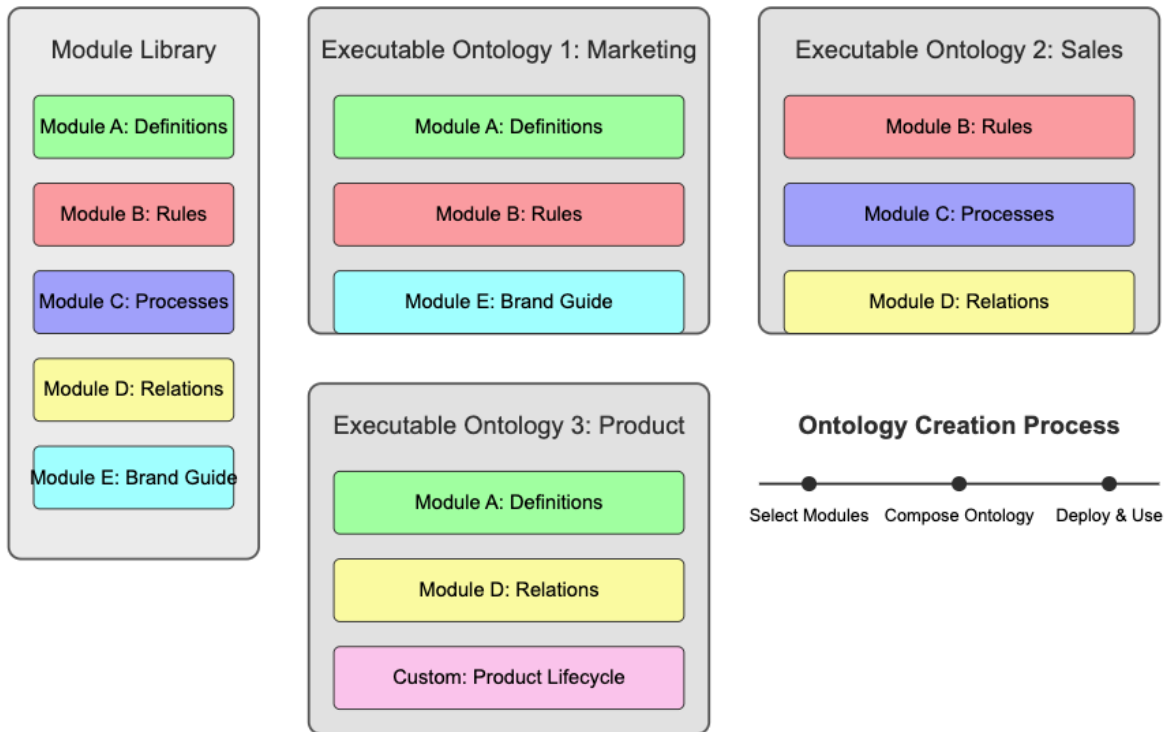 Module Library
Module A: Definitions
Module B: Rules
Module C: Processes
Module D: Relations
Module E: Brand Guide
Executable Ontology 1: Marketing
Module A: Definitions
Module B: Rules
Module E: Brand Guide
Executable Ontology 2: Sales
Module B: Rules
Module C: Processes
Module D: Relations
Executable Ontology 3: Product
Module A: Definitions
Module D: Relations
Custom: Product Lifecycle
Ontology Creation Process
Select Modules Compose Ontology Deploy & Use